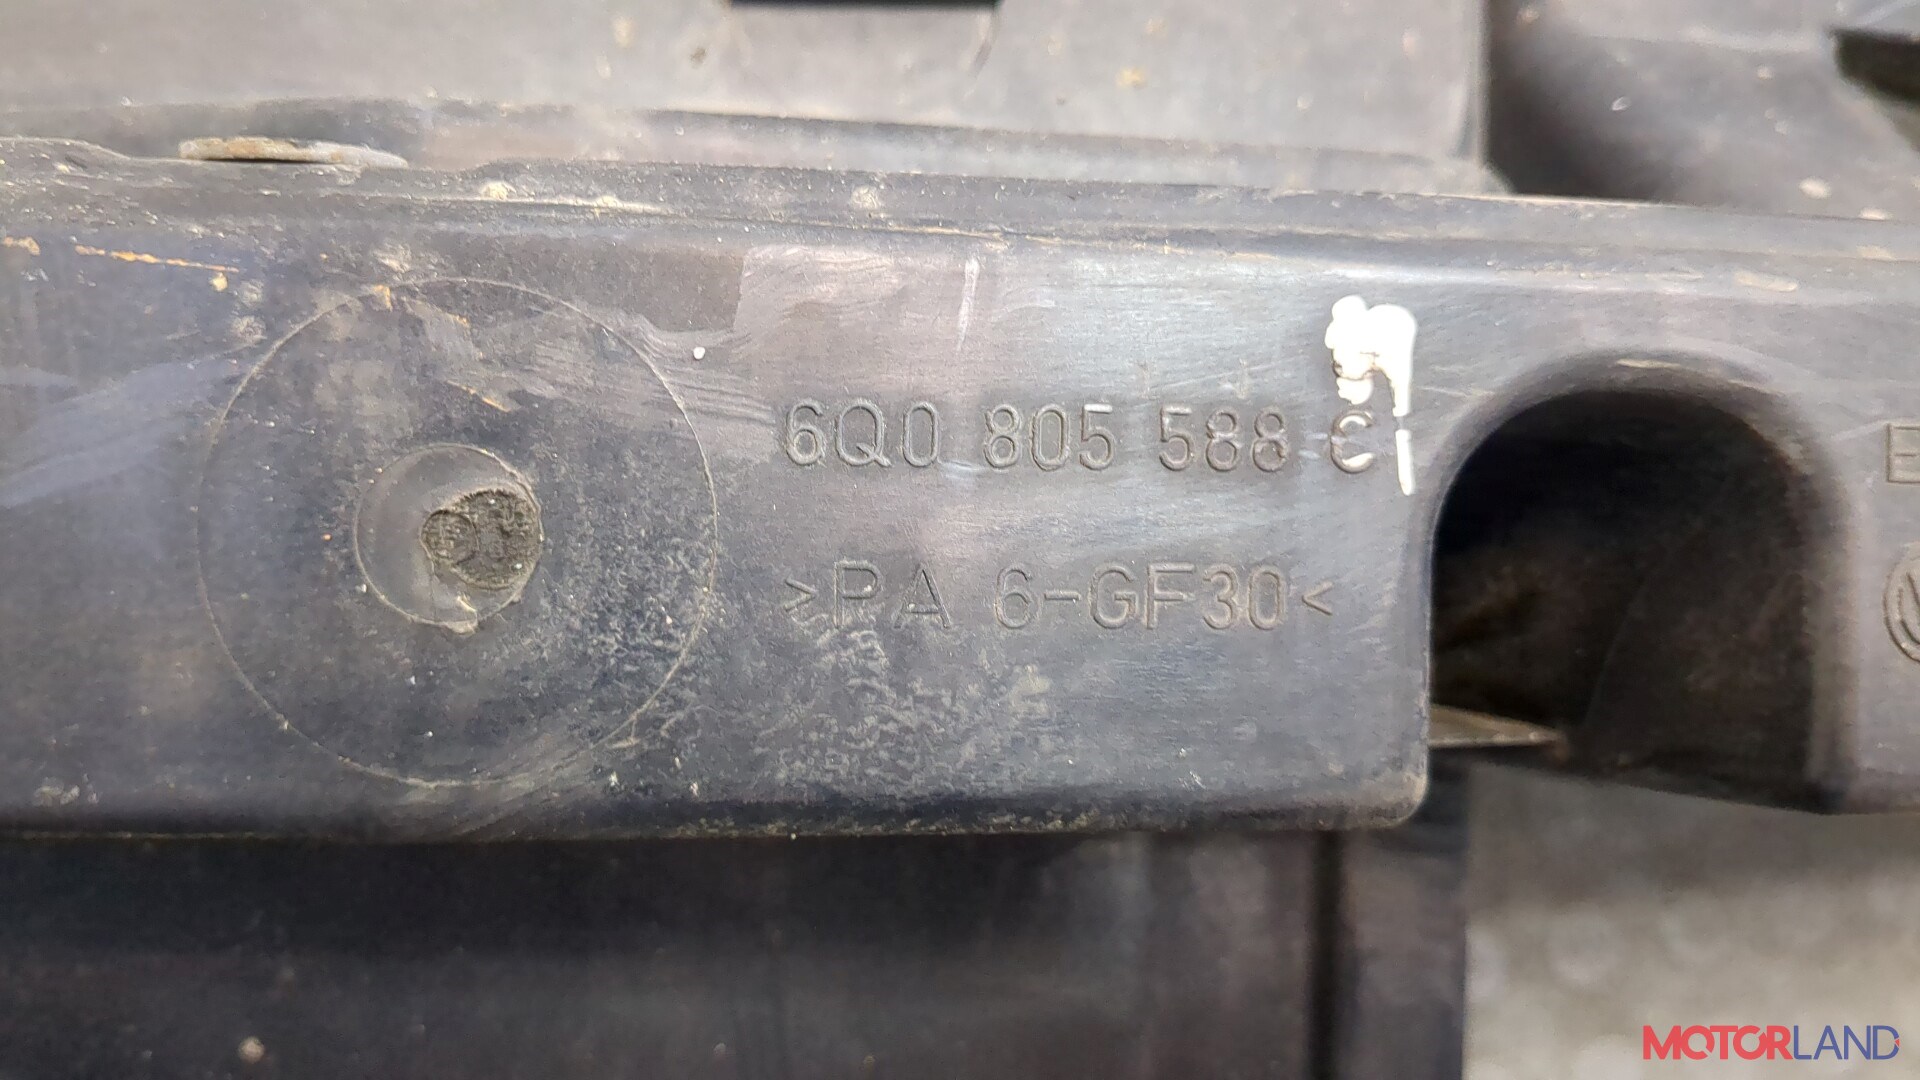 6Q0 805 588 C
>PA 6-GF30<
E
MOTORLAND